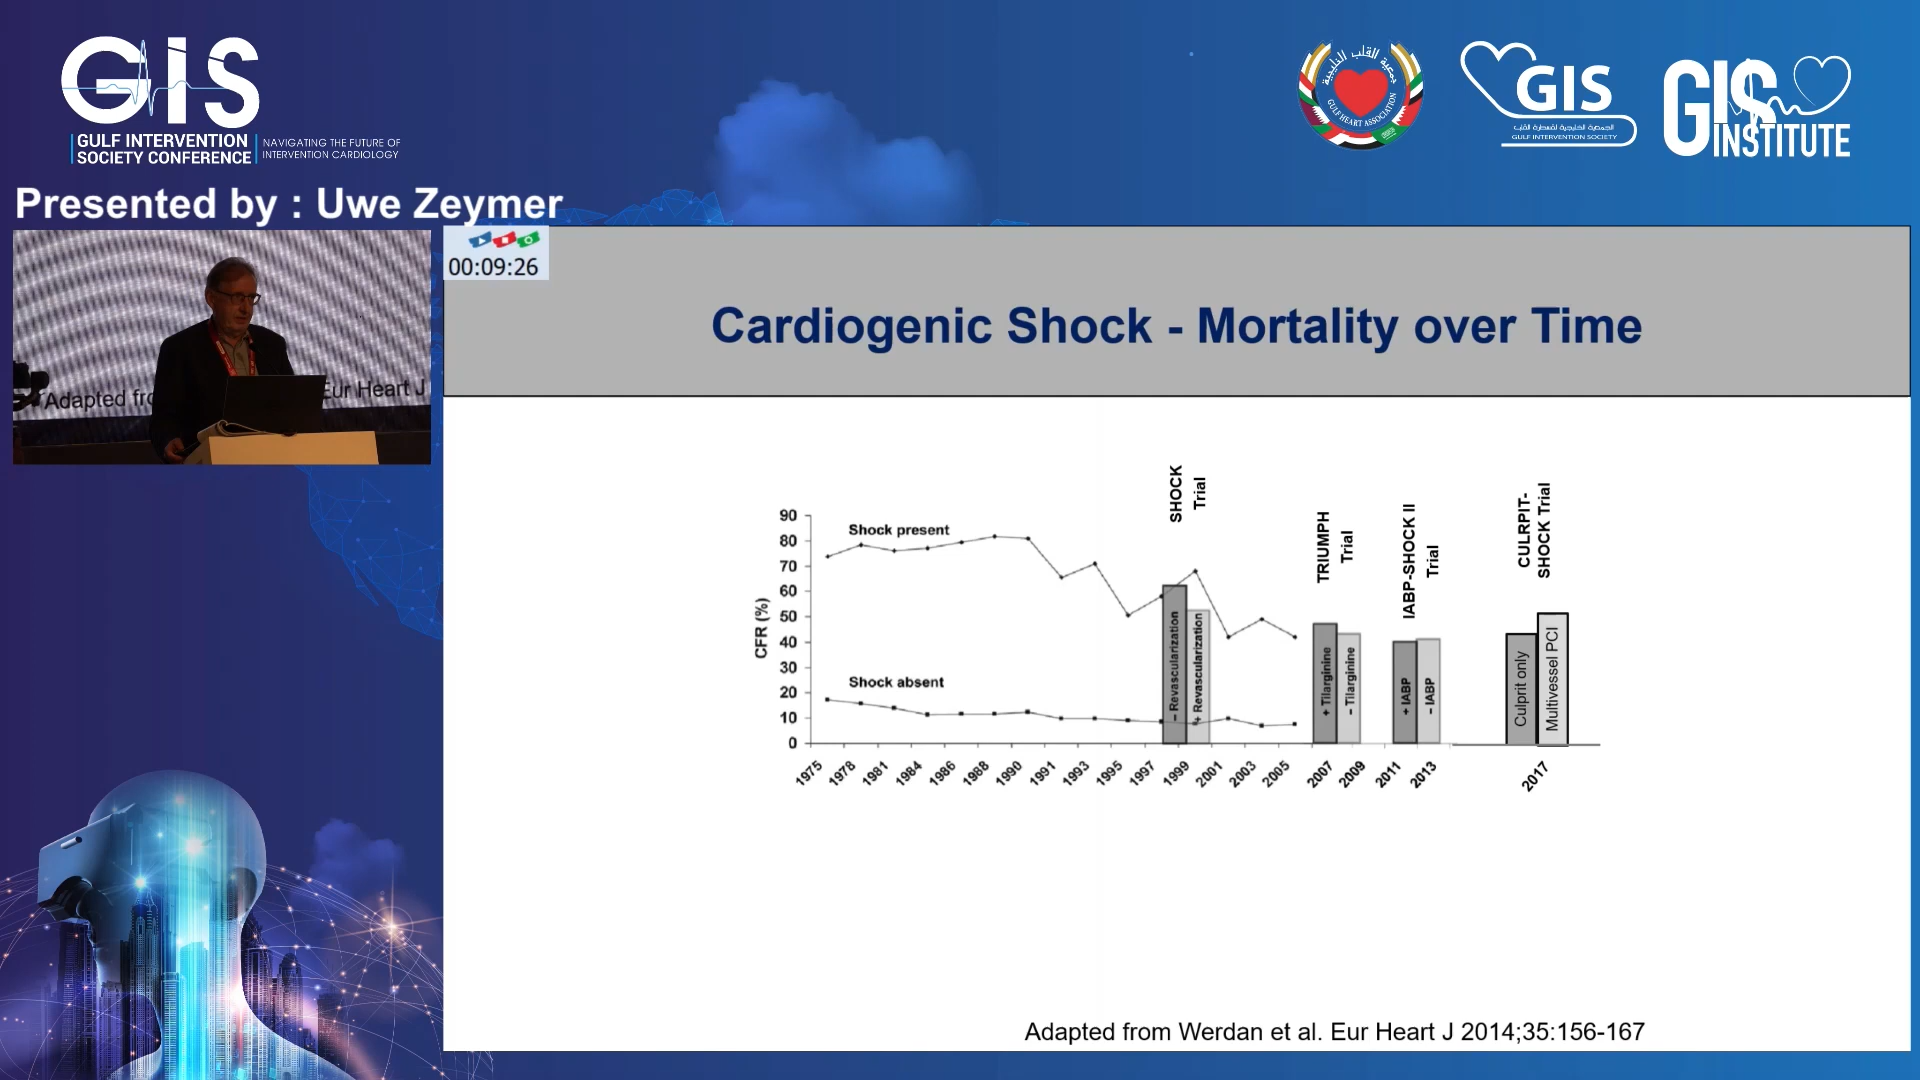 GIS
GULF INTERVENTION
SOCIETY CONFERENCE
NAVIGATING THE FUTURE OF
INTERVENTION CARDIOLOGY
جمعية القلب الخليجية
GULF HEART ASSOCIATION
GIS
الجمعية الخليجية لقسطرة القلب
GULF INTERVENTION SOCIETY
GIS
INSTITUTE
Presented by : Uwe Zeymer
Adapted fro
Eur Heart J
00:09:26
Cardiogenic Shock - Mortality over Time
SHOCK
Trial
TRIUMPH
Trial
IABP-SHOCK II
Trial
CULRPIT-
SHOCK Trial
CFR (%)
90
80
70
60
50
40
30
20
10
0
Shock present
Shock absent
– Revascularization
+ Revascularization
+ Tilarginine
– Tilarginine
+ IABP
– IABP
Culprit only
Multivessel PCI
1975
1978
1981
1984
1986
1988
1990
1991
1993
1995
1997
1999
2001
2003
2005
2007
2009
2011
2013
2017
Adapted from Werdan et al. Eur Heart J 2014;35:156-167